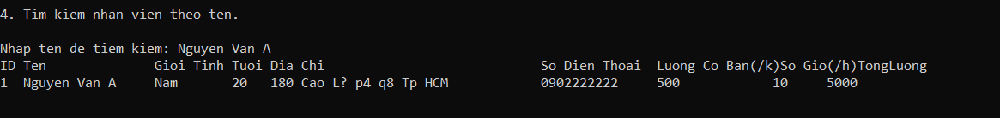 4. Tim kiem nhan vien theo ten.
Nhap ten de tiem kiem: Nguyen Van A
ID Ten Gioi Tinh Tuoi Dia Chi So Dien Thoai Luong Co Ban(/k)So Gio(/h)TongLuong
1 Nguyen Van A Nam 20 180 Cao L? p4 q8 Tp HCM 0902222222 500 10 5000